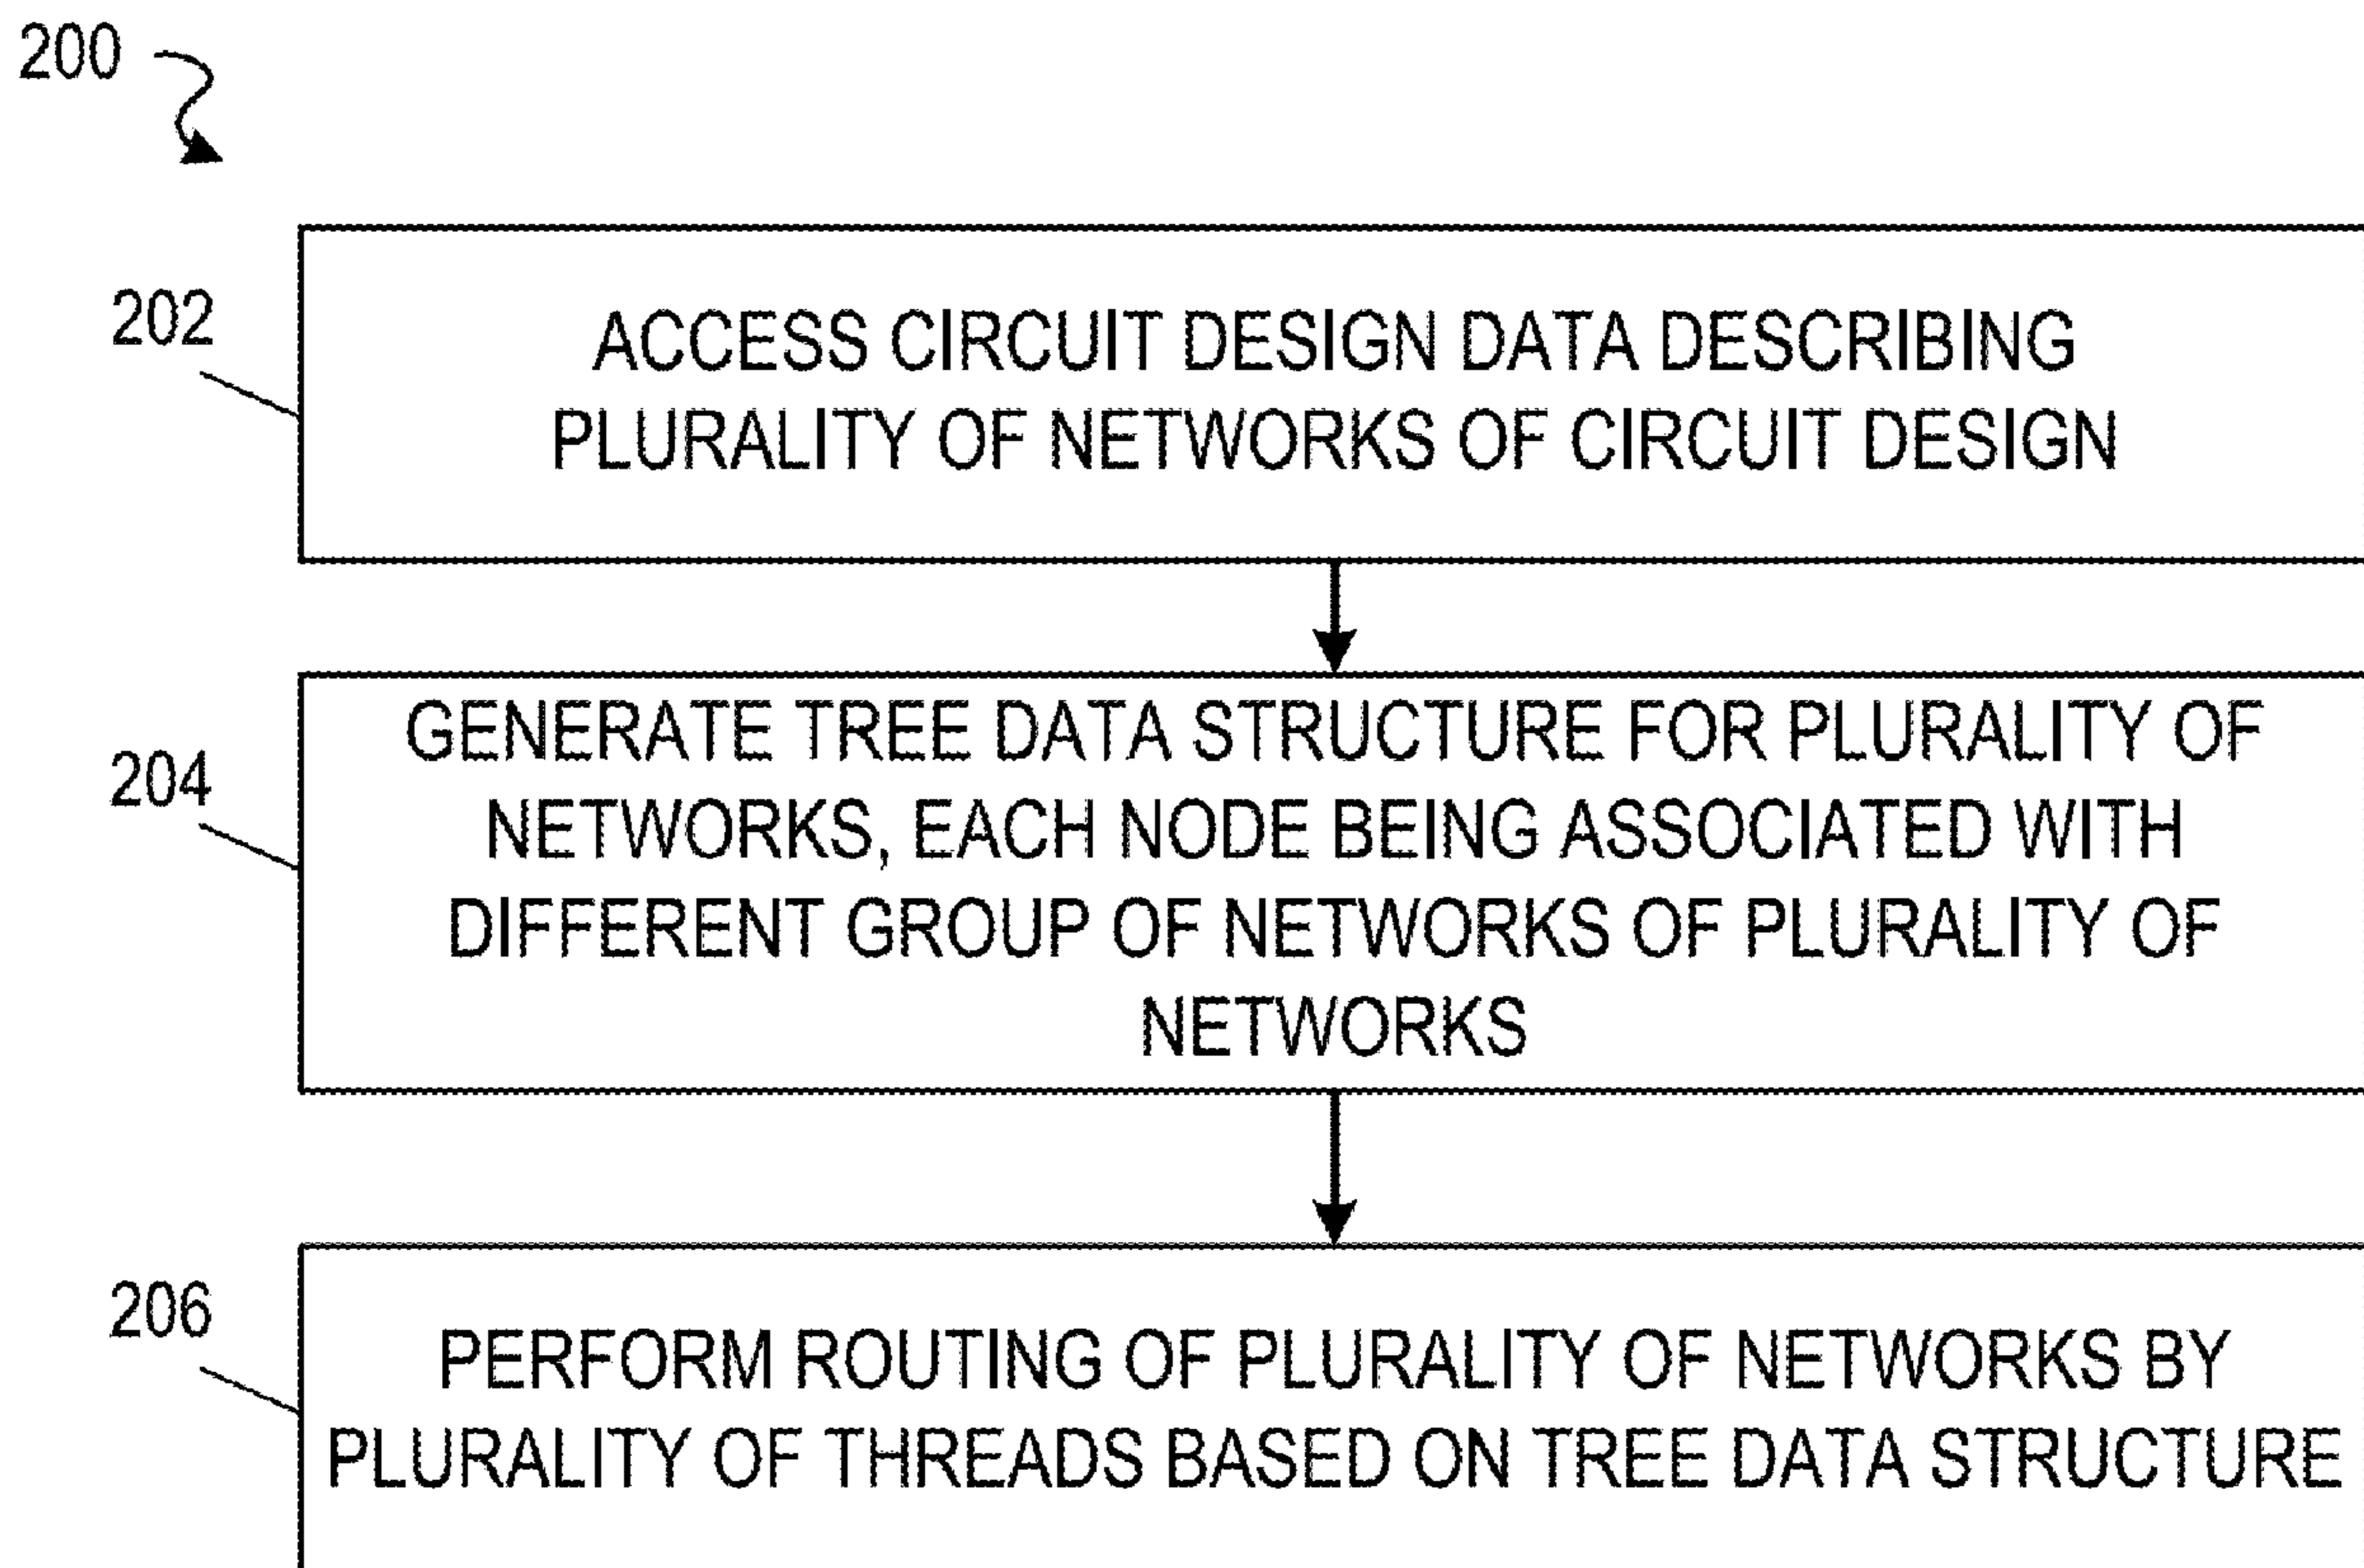 200
202
ACCESS CIRCUIT DESIGN DATA DESCRIBING
PLURALITY OF NETWORKS OF CIRCUIT DESIGN
204
GENERATE TREE DATA STRUCTURE FOR PLURALITY OF
NETWORKS, EACH NODE BEING ASSOCIATED WITH
DIFFERENT GROUP OF NETWORKS OF PLURALITY OF
NETWORKS
206
PERFORM ROUTING OF PLURALITY OF NETWORKS BY
PLURALITY OF THREADS BASED ON TREE DATA STRUCTURE